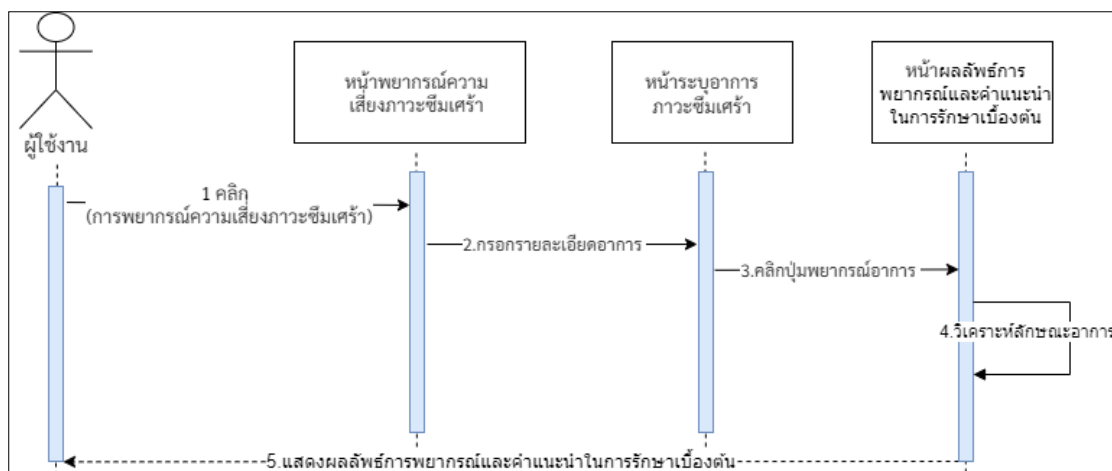 หน้าพยากรณ์ความ
เสี่ยงภาวะซึมเศร้า
หน้าระบุอาการ
ภาวะซึมเศร้า
หน้าผลลัพธ์การ
พยากรณ์และคำแนะนำ
ในการรักษาเบื้องต้น
ผู้ใช้งาน
1 คลิก
(การพยากรณ์ความเสี่ยงภาวะซึมเศร้า)
2.กรอกรายละเอียดอาการ
3.คลิกปุ่มพยากรณ์อาการ
4.วิเคราะห์ลักษณะอาการ
5.แสดงผลลัพธ์การพยากรณ์และคำแนะนำในการรักษาเบื้องต้น